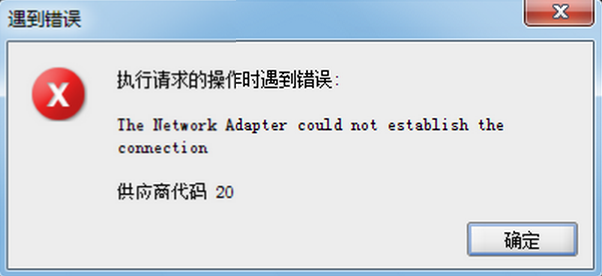 遇到错误
执行请求的操作时遇到错误:
The Network Adapter could not establish the
connection
供应商代码 20
确定